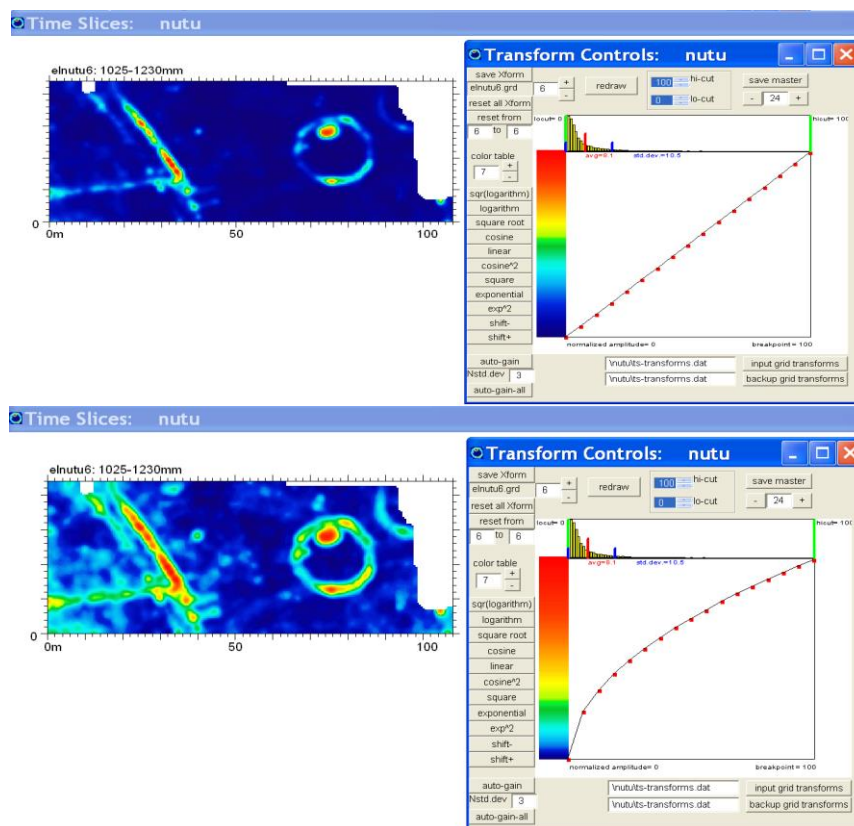 Time Slices: nutu
elnutu6: 1025-1230mm
0
0m 50 100
Transform Controls: nutu
save Xform
elnutu6.grd 6 + -
redraw
100 hi-cut
0 lo-cut
save master
- 24 +
reset all Xform
reset from
6 to 6
color table
7 + -
sqr(logarithm)
logarithm
square root
cosine
linear
cosine^2
square
exponential
exp^2
shift-
shift+
auto-gain
Nstd.dev 3
auto-gain-all
locut= 0 hicut= 100
avg=8.1 std.dev.=10.5
normalized amplitude= 0 breakpoint = 100
\nutu\ts-transforms.dat input grid transforms
\nutu\ts-transforms.dat backup grid transforms
Time Slices: nutu
elnutu6: 1025-1230mm
0
0m 50 100
Transform Controls: nutu
save Xform
elnutu6.grd 6 + -
redraw
100 hi-cut
0 lo-cut
save master
- 24 +
reset all Xform
reset from
6 to 6
color table
7 + -
sqr(logarithm)
logarithm
square root
cosine
linear
cosine^2
square
exponential
exp^2
shift-
shift+
auto-gain
Nstd.dev 3
auto-gain-all
locut= 0 hicut= 100
avg=8.1 std.dev.=10.5
normalized amplitude= 0 breakpoint = 100
\nutu\ts-transforms.dat input grid transforms
\nutu\ts-transforms.dat backup grid transforms